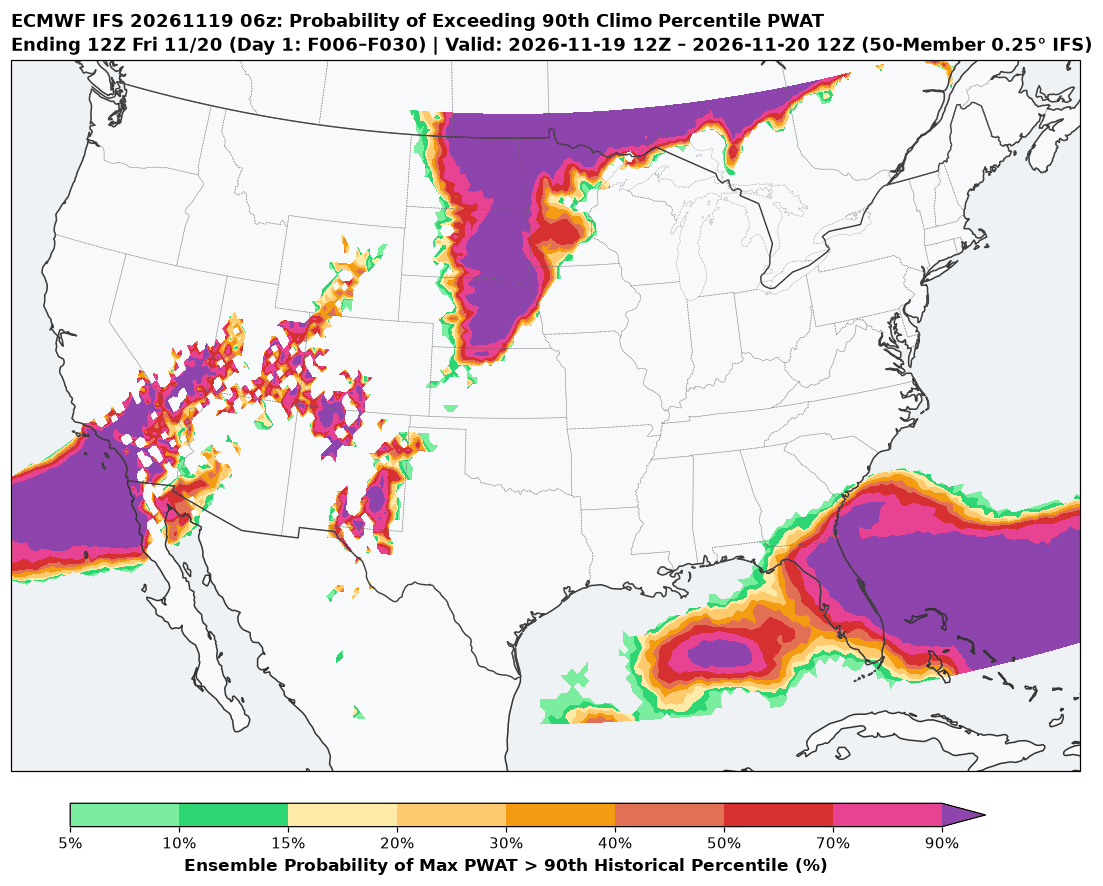 ECMWF IFS 20261119 06z: Probability of Exceeding 90th Climo Percentile PWAT
Ending 12Z Fri 11/20 (Day 1: F006–F030) | Valid: 2026-11-19 12Z – 2026-11-20 12Z (50-Member 0.25° IFS)
5% 10% 15% 20% 30% 40% 50% 70% 90%
Ensemble Probability of Max PWAT > 90th Historical Percentile (%)